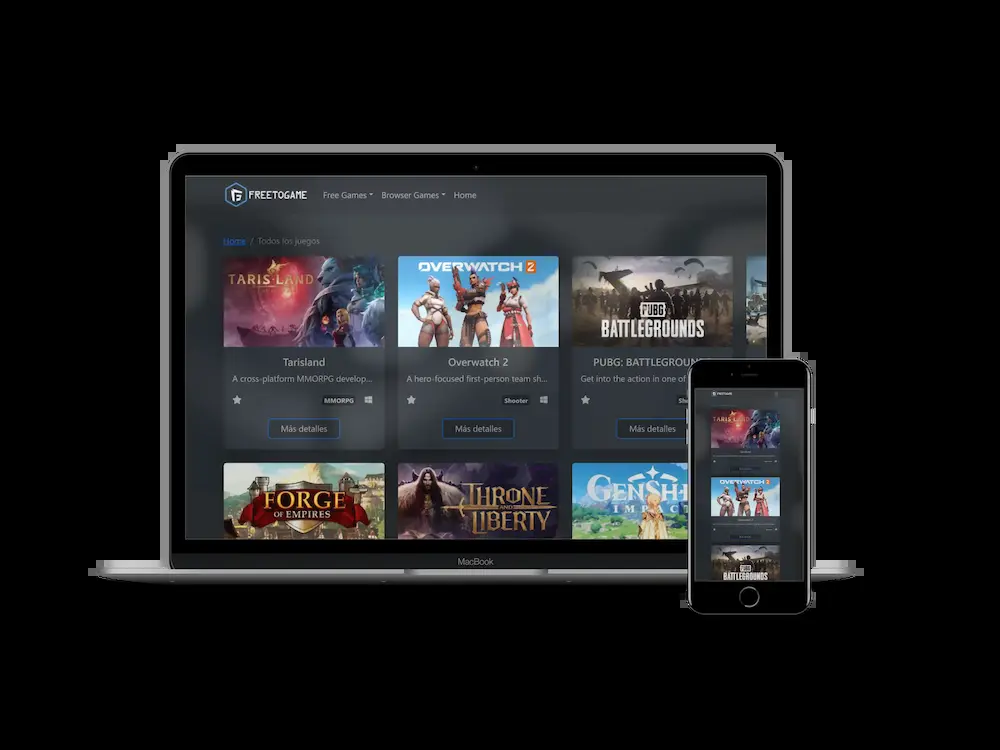 FREETOGAME Free Games Browser Games Home
Home / Todos los juegos
TARISLAND
OVERWATCH 2
PUBG
BATTLEGROUNDS
Tarisland
Overwatch 2
PUBG: BATTLEGROUN
A cross-platform MMORPG develop...
A hero-focused first-person team sh...
Get into the action in one of
MMORPG
Shooter
Sh
Más detalles
Más detalles
Más detalles
FORGE
OF EMPIRES
THRONE
AND
LIBERTY
GENSHI
IMPACT
MacBook
FREETOGAME
TARISLAND
OVERWATCH 2
PUBG
BATTLEGROUNDS